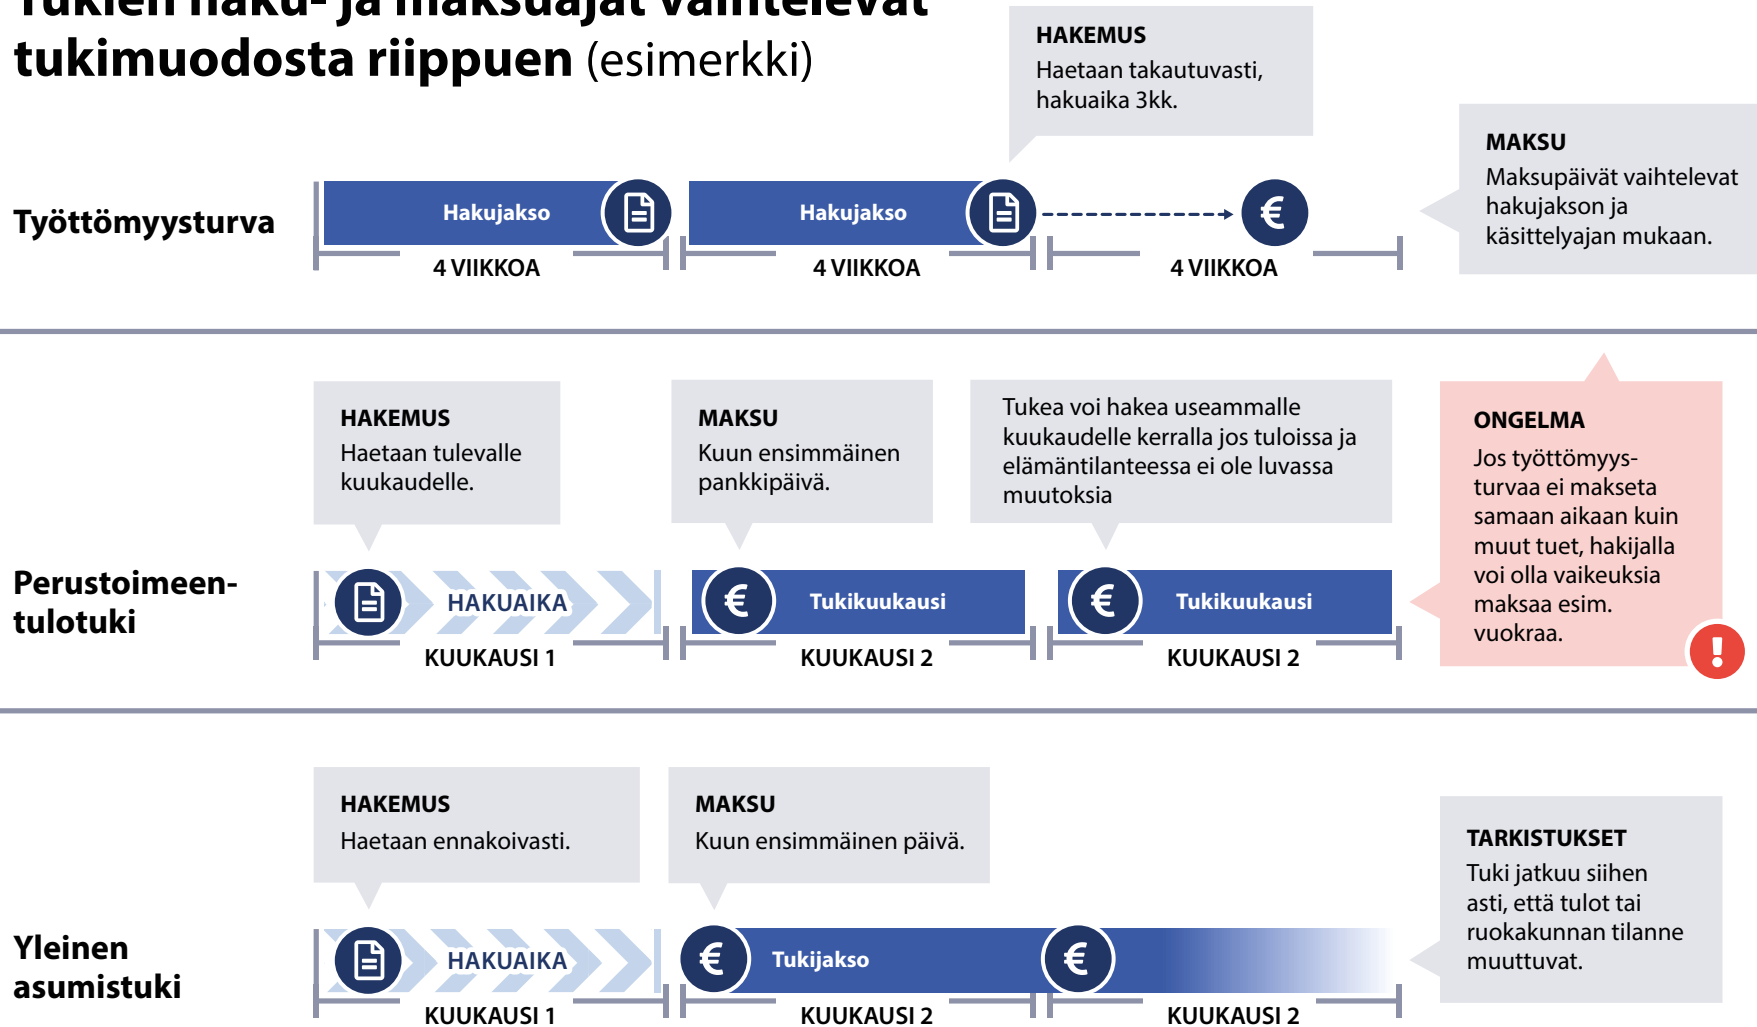 Tukien haku- ja maksuajat vaihtelevat
tukimuodosta riippuen (esimerkki)
HAKEMUS
Haetaan takautuvasti,
hakuaika 3kk.
MAKSU
Maksupäivät vaihtelevat
hakujakson ja
käsittelyajan mukaan.
Työttömyysturva
Hakujakso
Hakujakso
€
4 VIIKKOA
4 VIIKKOA
4 VIIKKOA
HAKEMUS
Haetaan tulevalle
kuukaudelle.
MAKSU
Kuun ensimmäinen
pankkipäivä.
Tukea voi hakea useammalle
kuukaudelle kerralla jos tuloissa ja
elämäntilanteessa ei ole luvassa
muutoksia
ONGELMA
Jos työttömyys-
turvaa ei makseta
samaan aikaan kuin
muut tuet, hakijalla
voi olla vaikeuksia
maksaa esim.
vuokraa.
!
Perustoimeen-
tulotuki
HAKUAIKA
€
Tukikuukausi
€
Tukikuukausi
KUUKAUSI 1
KUUKAUSI 2
KUUKAUSI 2
HAKEMUS
Haetaan ennakoivasti.
MAKSU
Kuun ensimmäinen päivä.
TARKISTUKSET
Tuki jatkuu siihen
asti, että tulot tai
ruokakunnan tilanne
muuttuvat.
Yleinen
asumistuki
HAKUAIKA
€
Tukijakso
€
KUUKAUSI 1
KUUKAUSI 2
KUUKAUSI 2